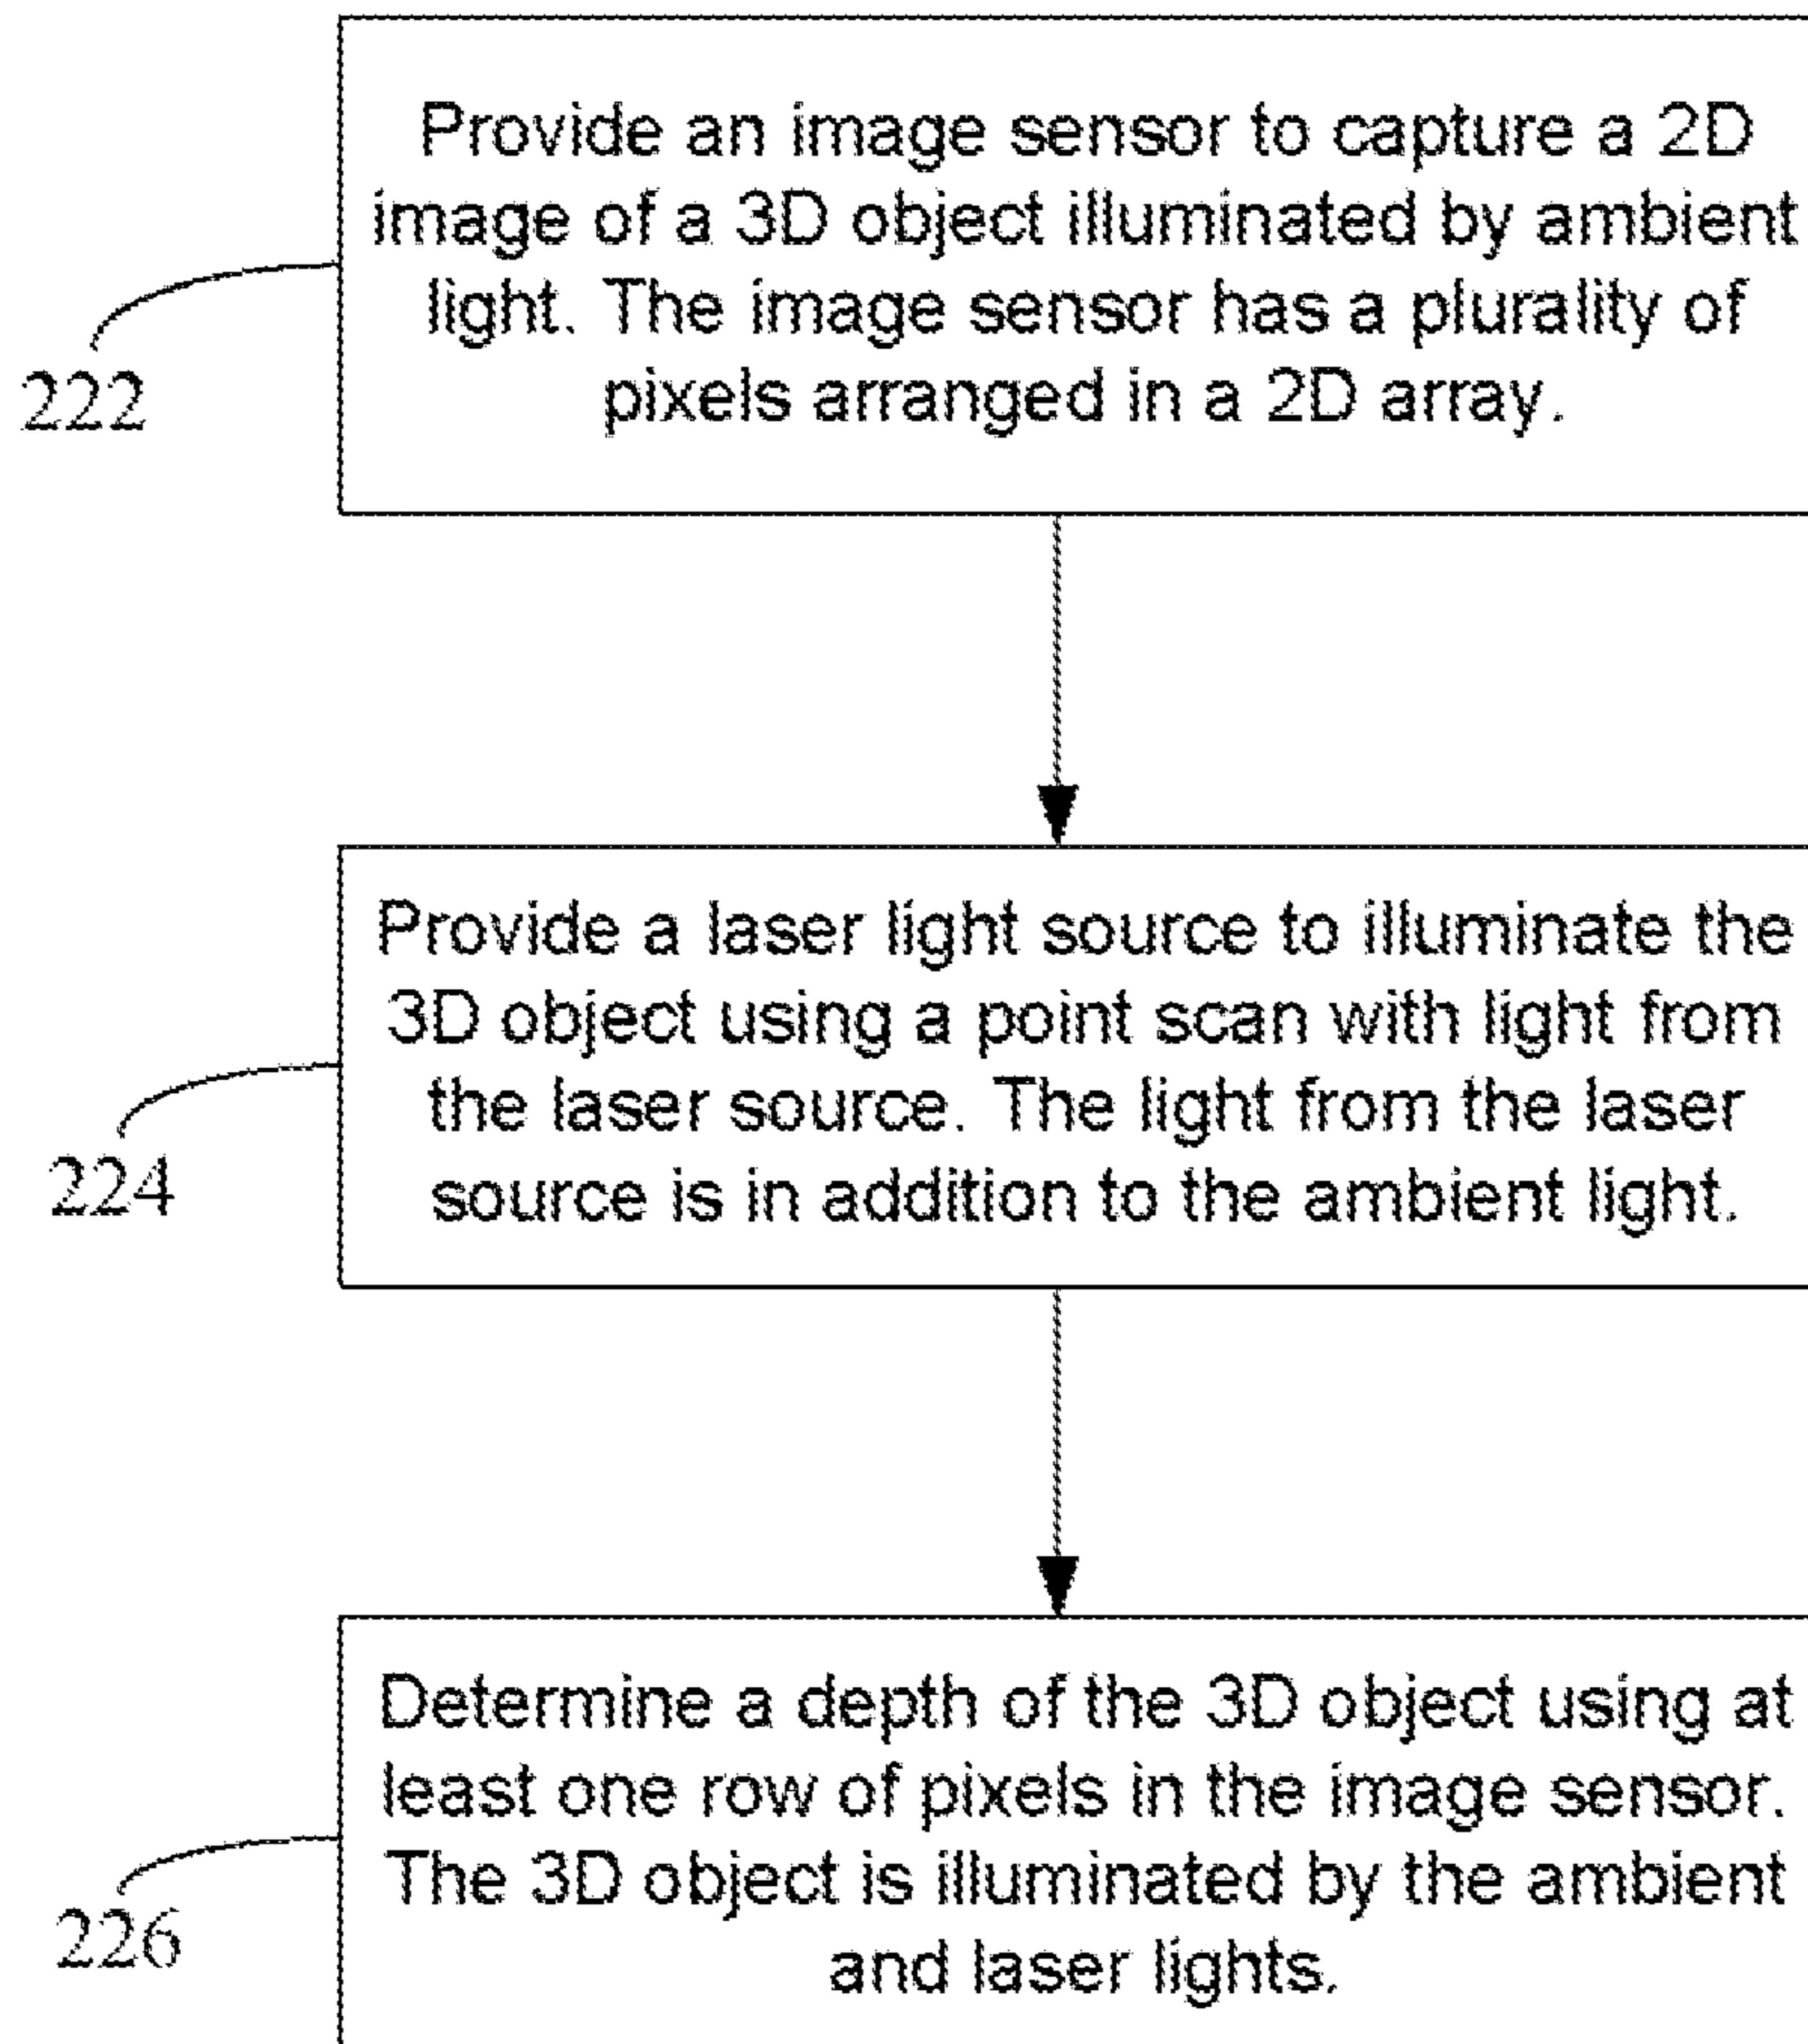 Provide an image sensor to capture a 2D
image of a 3D object illuminated by ambient
light. The image sensor has a plurality of
pixels arranged in a 2D array.
222
Provide a laser light source to illuminate the
3D object using a point scan with light from
the laser source. The light from the laser
source is in addition to the ambient light.
224
Determine a depth of the 3D object using at
least one row of pixels in the image sensor.
The 3D object is illuminated by the ambient
and laser lights.
226